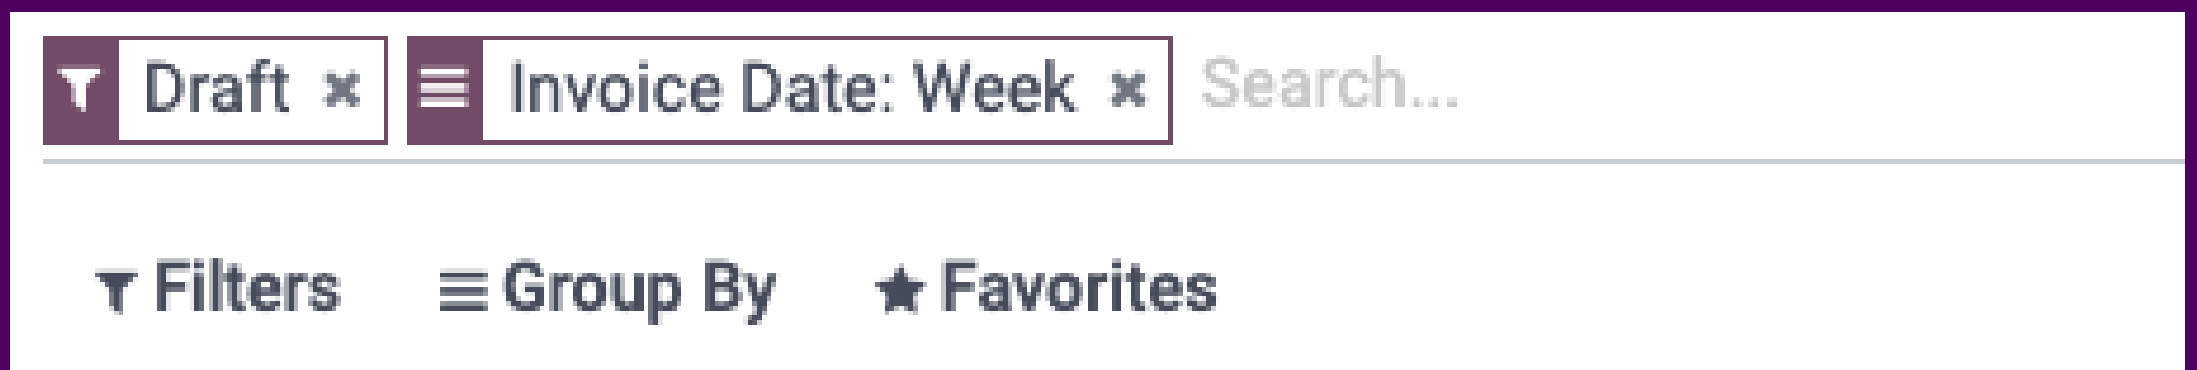 Draft Invoice Date: Week Search...
Filters Group By Favorites